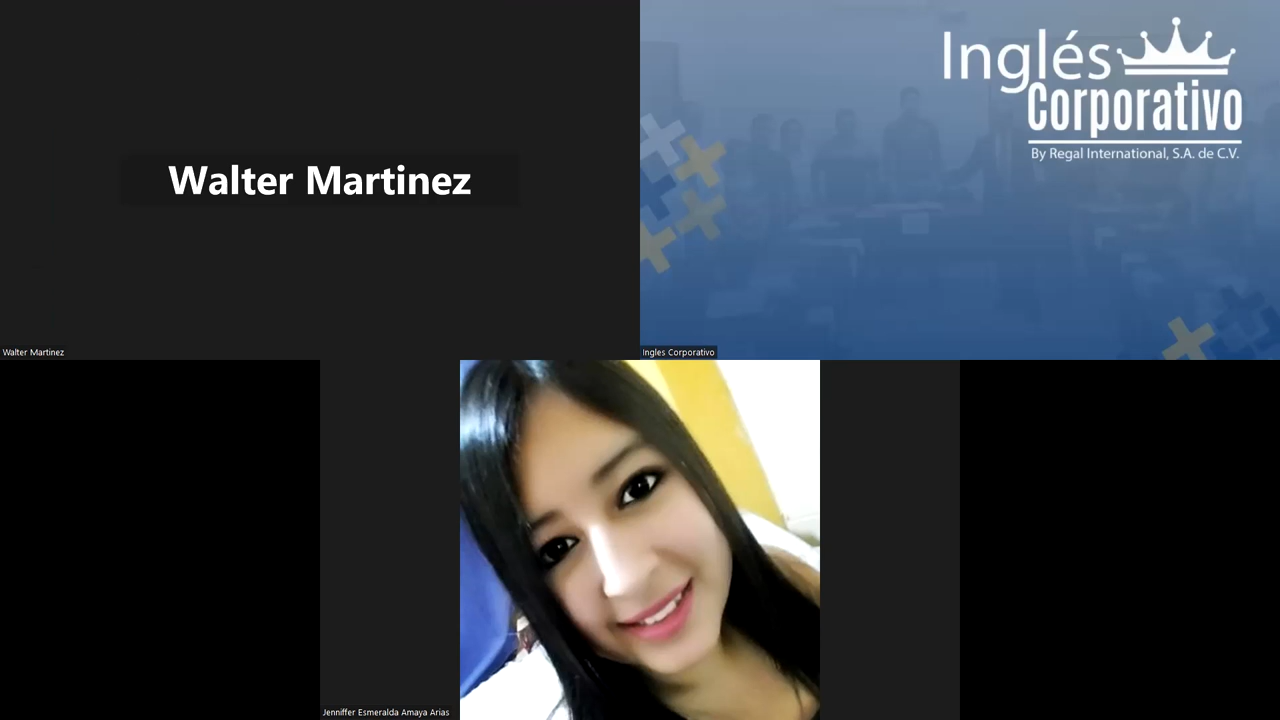 Walter Martinez
Walter Martinez
Inglés
Corporativo
By Regal International, S.A. de C.V.
Ingles Corporativo
Jenniffer Esmeralda Amaya Arias